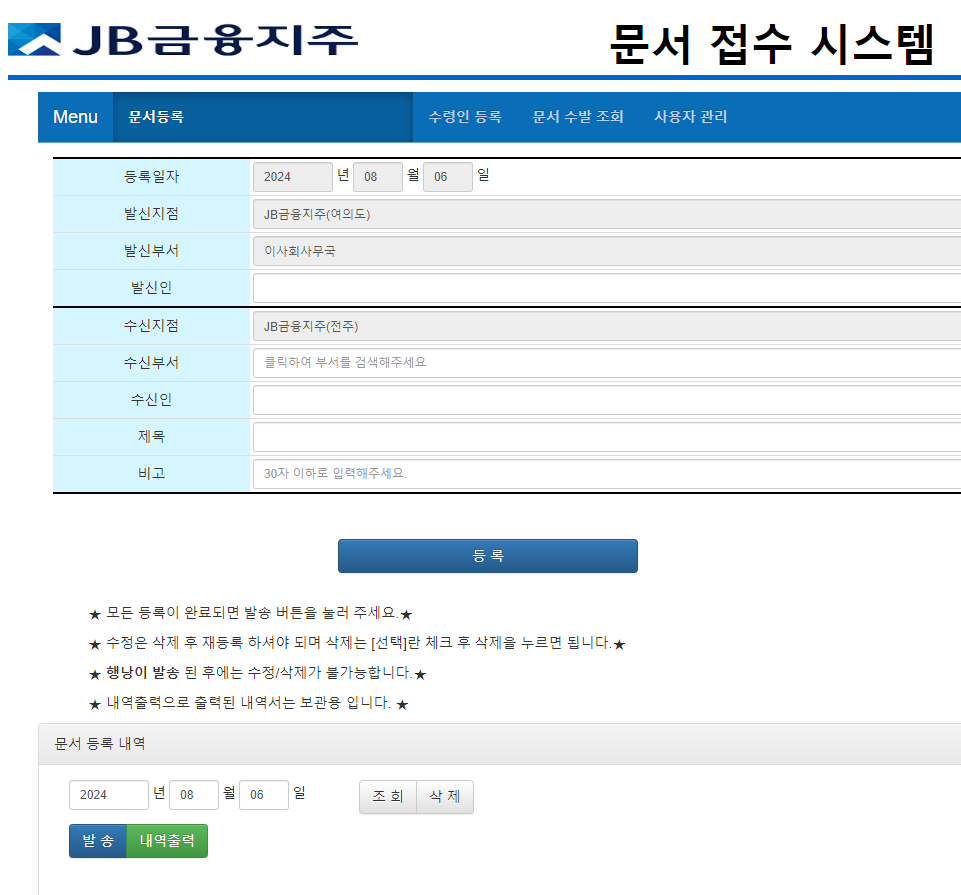 JB금융지주 문서 접수 시스템
Menu 문서등록 수령인 등록 문서 수발 조회 사용자 관리
등록일자 2024 년 08 월 06 일
발신지점 JB금융지주(여의도)
발신부서 이사회사무국
발신인
수신지점 JB금융지주(전주)
수신부서 클릭하여 부서를 검색해주세요
수신인
제목
비고 30자 이하로 입력해주세요.
등 록
★ 모든 등록이 완료되면 발송 버튼을 눌러 주세요.★
★ 수정은 삭제 후 재등록 하셔야 되며 삭제는 [선택]란 체크 후 삭제을 누르면 됩니다.★
★ 행낭이 발송 된 후에는 수정/삭제가 불가능합니다.★
★ 내역출력으로 출력된 내역서는 보관용 입니다. ★
문서 등록 내역
2024 년 08 월 06 일 조 회 삭 제
발 송 내역출력